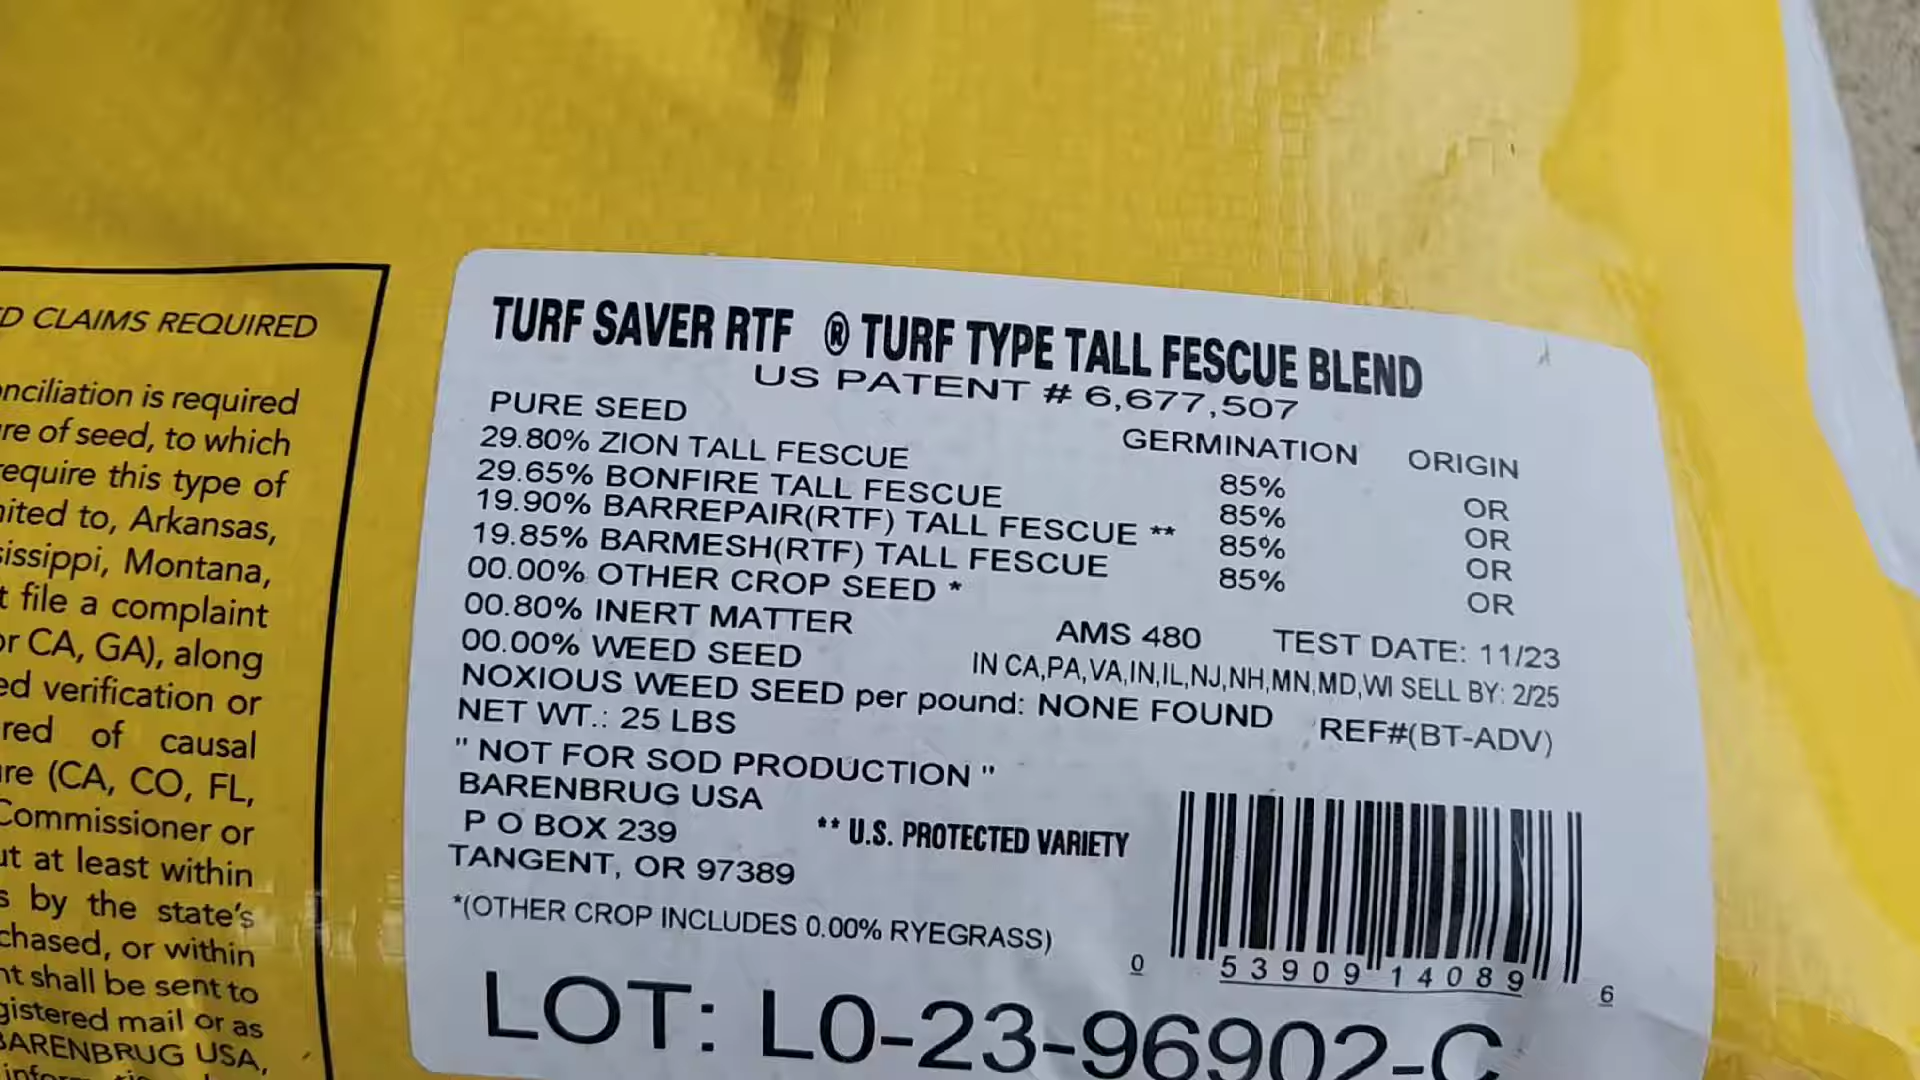 D CLAIMS REQUIRED
nciliation is required
re of seed, to which
equire this type of
ited to, Arkansas,
issippi, Montana,
t file a complaint
or CA, GA), along
ed verification or
red of causal
re (CA, CO, FL,
Commissioner or
ut at least within
s by the state's
chased, or within
nt shall be sent to
gistered mail or as
BARENBRUG USA,
TURF SAVER RTF ® TURF TYPE TALL FESCUE BLEND
US PATENT # 6,677,507
PURE SEED GERMINATION ORIGIN
29.80% ZION TALL FESCUE 85% OR
29.65% BONFIRE TALL FESCUE 85% OR
19.90% BARREPAIR(RTF) TALL FESCUE ** 85% OR
19.85% BARMESH(RTF) TALL FESCUE 85% OR
00.00% OTHER CROP SEED *
00.80% INERT MATTER AMS 480 TEST DATE: 11/23
00.00% WEED SEED IN CA,PA,VA,IN,IL,NJ,NH,MN,MD,WI SELL BY: 2/25
NOXIOUS WEED SEED per pound: NONE FOUND REF#(BT-ADV)
NET WT.: 25 LBS
" NOT FOR SOD PRODUCTION "
BARENBRUG USA
P O BOX 239 ** U.S. PROTECTED VARIETY
TANGENT, OR 97389
*(OTHER CROP INCLUDES 0.00% RYEGRASS)
0 53909 14089 6
LOT: L0-23-96902-C